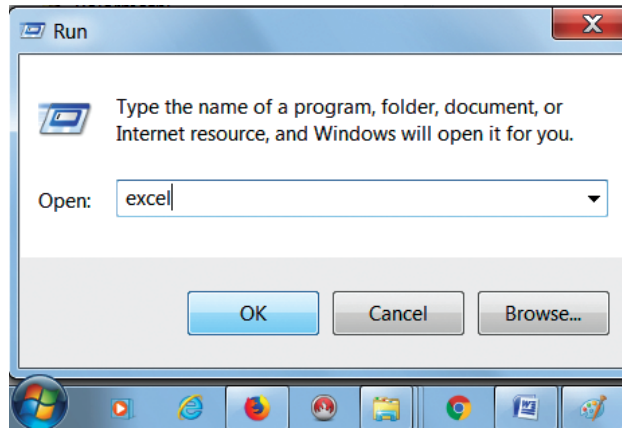 Run
Type the name of a program, folder, document, or
Internet resource, and Windows will open it for you.
Open: excel
OK Cancel Browse...